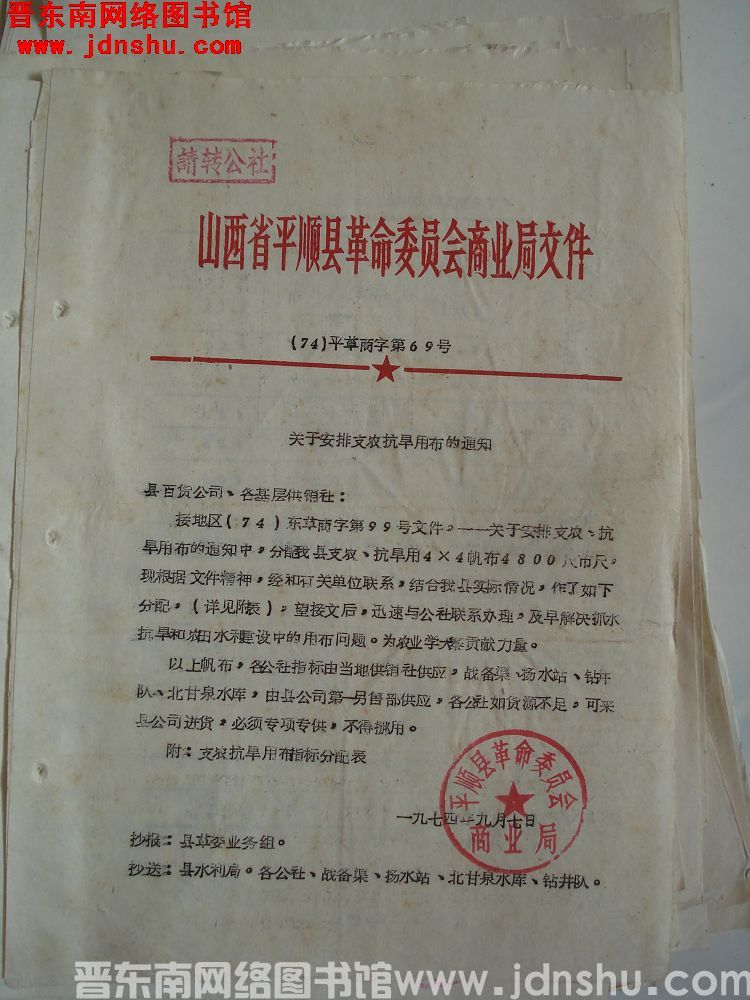 晋东南网络图书馆
www.jdnshu.com
請转公社
山西省平顺县革命委员会商业局文件
(74)平革商字第69号
关于安排支农抗旱用布的通知
县百货公司、各基层供销社：
接地区(74)东革商字第99号文件，——关于安排支农、抗
旱用布的通知中，分配我县支农、抗旱用4×4帆布4800尺市尺。
现根据文件精神，经和有关单位联系，结合我县实际情况，作了如下
分配，（详见附表），望接文后，迅速与公社联系办理，及早解决抓水
抗旱和农田水利建设中的用布问题。为农业学大寨贡献力量。
以上帆布，各公社指标由当地供销社供应，战备渠、扬水站、钻井
队、北甘泉水库，由县公司第一另售部供应，各公社如货源不足，可来
县公司进货，必须专项专供，不得挪用。
附：支农抗旱用布指标分配表
平顺县革命委员会
商业局
一九七四年九月七日
抄报：县革委业务组。
抄送：县水利局。各公社、战备渠、扬水站、北甘泉水库、钻井队。
晋东南网络图书馆www.jdnshu.com